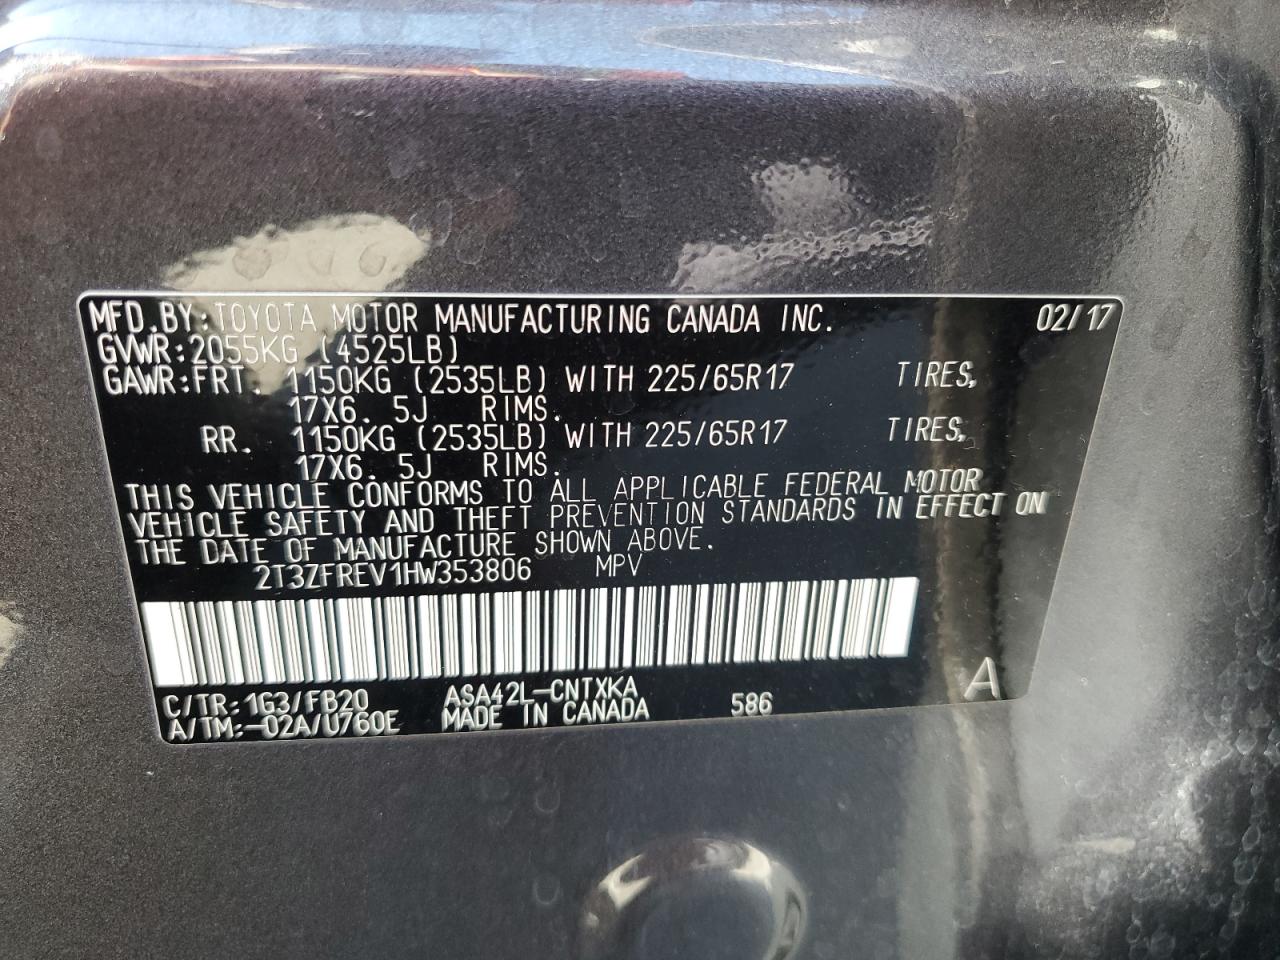 MFD.BY:TOYOTA MOTOR MANUFACTURING CANADA INC. 02/17
GVWR:2055KG (4525LB)
GAWR:FRT. 1150KG (2535LB) WITH 225/65R17 TIRES,
17X6. 5J RIMS.
RR. 1150KG (2535LB) WITH 225/65R17 TIRES,
17X6. 5J RIMS.
THIS VEHICLE CONFORMS TO ALL APPLICABLE FEDERAL MOTOR
VEHICLE SAFETY AND THEFT PREVENTION STANDARDS IN EFFECT ON
THE DATE OF MANUFACTURE SHOWN ABOVE.
2T3ZFREV1HW353806 MPV
C/TR:1G3/FB20 ASA42L-CNTXKA 586 A
A/TM:-02A/U760E MADE IN CANADA